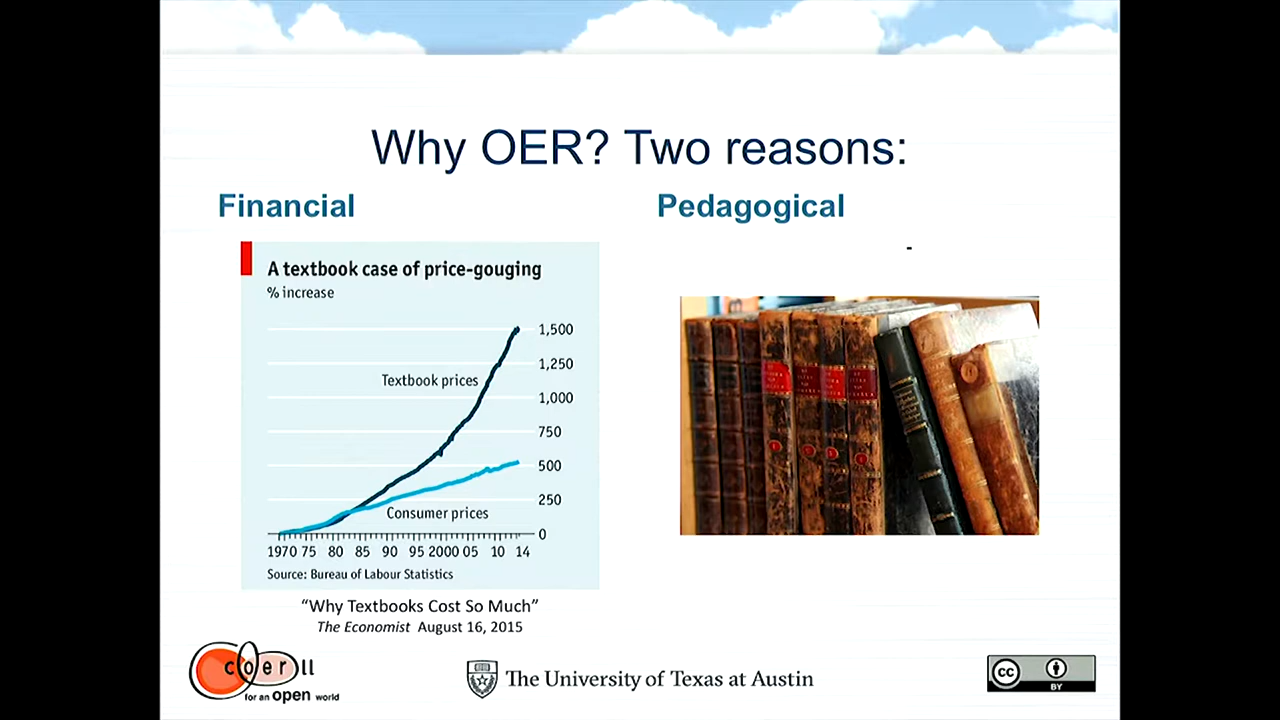 Why OER? Two reasons:
Financial
Pedagogical
-
A textbook case of price-gouging
% increase
1,500
1,250
Textbook prices
1,000
750
500
Consumer prices
250
0
1970 75 80 85 90 95 2000 05 10 14
Source: Bureau of Labour Statistics
“Why Textbooks Cost So Much”
The Economist August 16, 2015
coerll
for an open world
The University of Texas at Austin
cc
BY